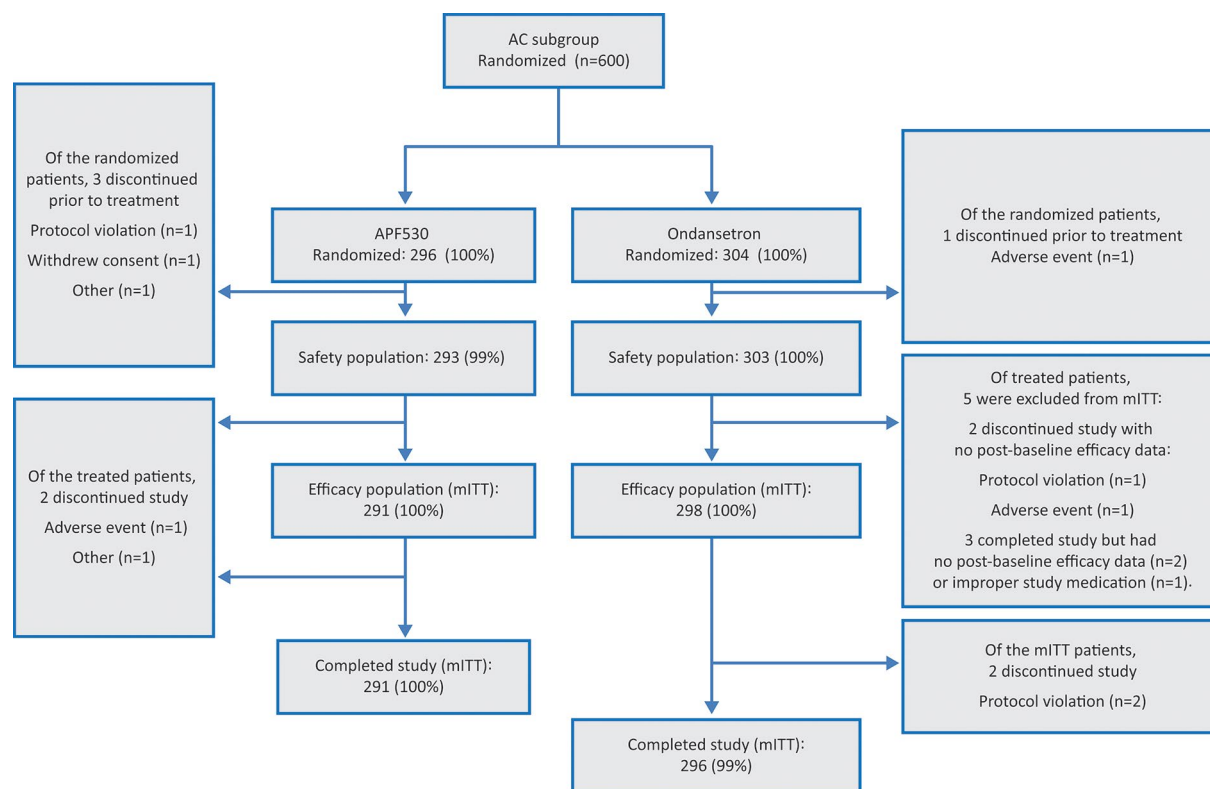 AC subgroup
Randomized (n=600)
Of the randomized
patients, 3 discontinued
prior to treatment
Protocol violation (n=1)
Withdrew consent (n=1)
Other (n=1)
APF530
Randomized: 296 (100%)
Ondansetron
Randomized: 304 (100%)
Of the randomized patients,
1 discontinued prior to treatment
Adverse event (n=1)
Safety population: 293 (99%)
Safety population: 303 (100%)
Of treated patients,
5 were excluded from mITT:
2 discontinued study with
no post-baseline efficacy data:
Protocol violation (n=1)
Adverse event (n=1)
3 completed study but had
no post-baseline efficacy data (n=2)
or improper study medication (n=1).
Of the treated patients,
2 discontinued study
Adverse event (n=1)
Other (n=1)
Efficacy population (mITT):
291 (100%)
Efficacy population (mITT):
298 (100%)
Completed study (mITT):
291 (100%)
Of the mITT patients,
2 discontinued study
Protocol violation (n=2)
Completed study (mITT):
296 (99%)